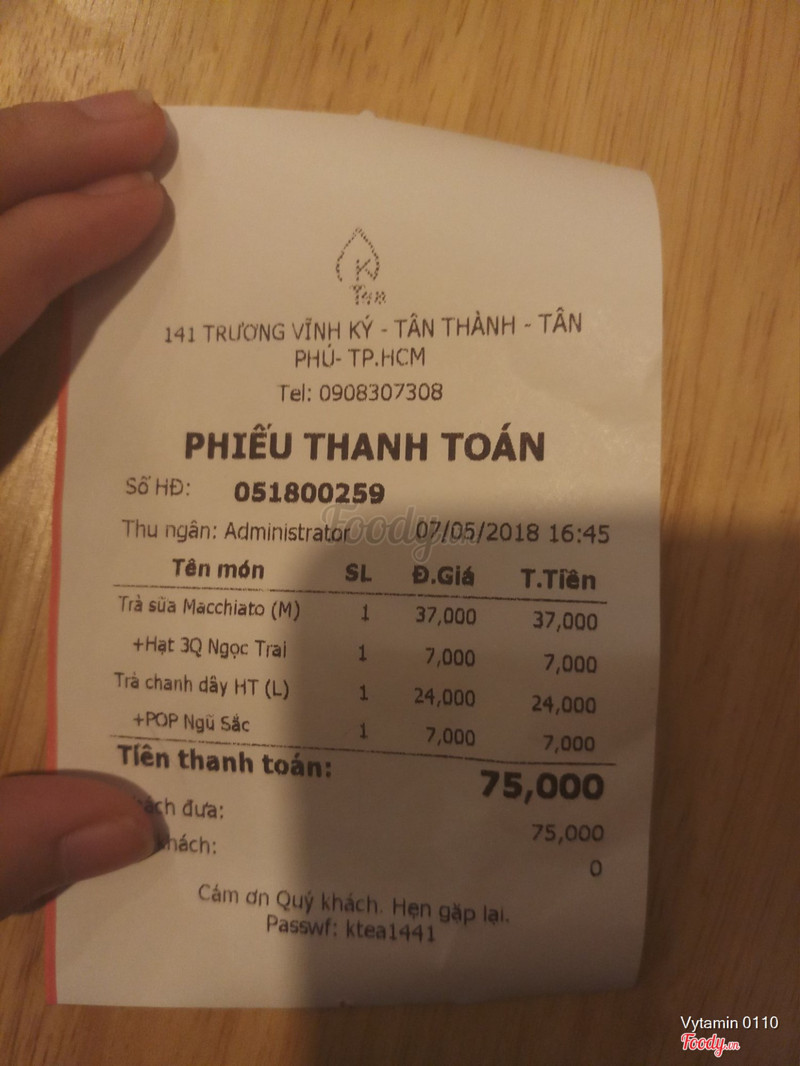 K
Tea
141 TRƯƠNG VĨNH KÝ - TÂN THÀNH - TÂN
PHÚ- TP.HCM
Tel: 0908307308
PHIẾU THANH TOÁN
Số HĐ: 051800259
Thu ngân: Administrator 07/05/2018 16:45
Tên món SL Đ.Giá T.Tiền
Trà sữa Macchiato (M) 1 37,000 37,000
+Hạt 3Q Ngọc Trai 1 7,000 7,000
Trà chanh dây HT (L) 1 24,000 24,000
+POP Ngũ Sắc 1 7,000 7,000
Tiền thanh toán: 75,000
đưa: 75,000
khách: 0
Cám ơn Quý khách. Hẹn gặp lại.
Passwf: ktea1441
Foody.vn
Vytamin 0110
Foody.vn